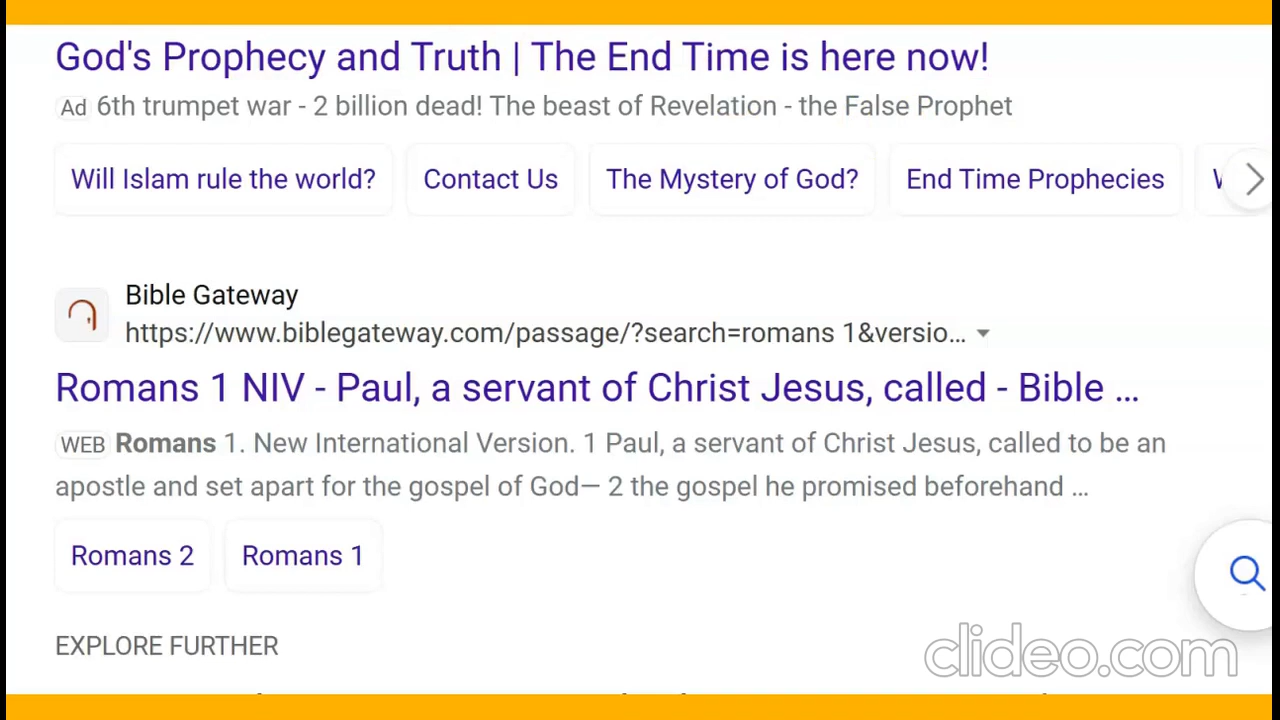 God's Prophecy and Truth | The End Time is here now!
Ad 6th trumpet war - 2 billion dead! The beast of Revelation - the False Prophet
Will Islam rule the world? Contact Us The Mystery of God? End Time Prophecies
Bible Gateway
https://www.biblegateway.com/passage/?search=romans 1&versio...
Romans 1 NIV - Paul, a servant of Christ Jesus, called - Bible ...
WEB Romans 1. New International Version. 1 Paul, a servant of Christ Jesus, called to be an
apostle and set apart for the gospel of God— 2 the gospel he promised beforehand ...
Romans 2 Romans 1
EXPLORE FURTHER
clideo.com